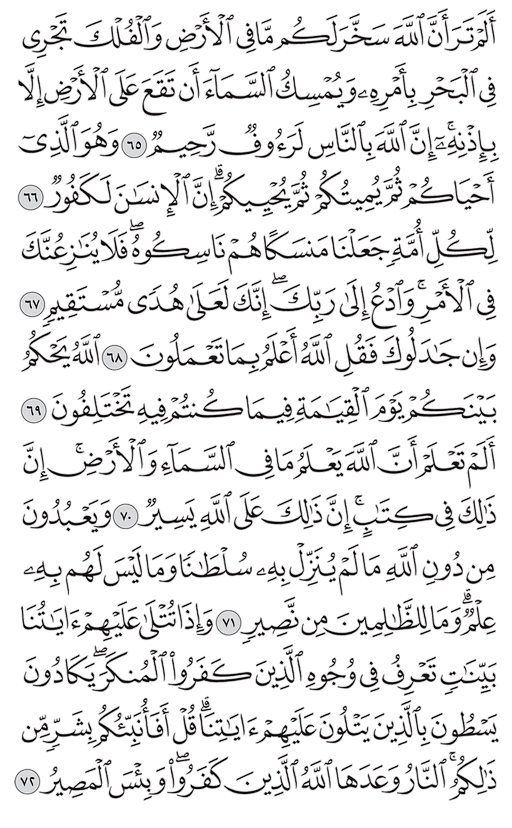 أَلَمْ تَرَ أَنَّ ٱللَّهَ سَخَّرَ لَكُم مَّا فِى ٱلْأَرْضِ وَٱلْفُلْكَ تَجْرِى
فِى ٱلْبَحْرِ بِأَمْرِهِۦ وَيُمْسِكُ ٱلسَّمَآءَ أَن تَقَعَ عَلَى ٱلْأَرْضِ إِلَّا
بِإِذْنِهِۦٓ ۗ إِنَّ ٱللَّهَ بِٱلنَّاسِ لَرَءُوفٌ رَّحِيمٌ ٦٥ وَهُوَ ٱلَّذِىٓ
أَحْيَاكُمْ ثُمَّ يُمِيتُكُمْ ثُمَّ يُحْيِيكُمْ ۗ إِنَّ ٱلْإِنسَـٰنَ لَكَفُورٌ ٦٦
لِّكُلِّ أُمَّةٍ جَعَلْنَا مَنسَكًا هُمْ نَاسِكُوهُ ۖ فَلَا يُنَـٰزِعُنَّكَ
فِى ٱلْأَمْرِ ۚ وَٱدْعُ إِلَىٰ رَبِّكَ ۖ إِنَّكَ لَعَلَىٰ هُدًى مُّسْتَقِيمٍ ٦٧
وَإِن جَـٰدَلُوكَ فَقُلِ ٱللَّهُ أَعْلَمُ بِمَا تَعْمَلُونَ ٦٨ ٱللَّهُ يَحْكُمُ
بَيْنَكُمْ يَوْمَ ٱلْقِيَـٰمَةِ فِيمَا كُنتُمْ فِيهِ تَخْتَلِفُونَ ٦٩
أَلَمْ تَعْلَمْ أَنَّ ٱللَّهَ يَعْلَمُ مَا فِى ٱلسَّمَآءِ وَٱلْأَرْضِ ۗ إِنَّ
ذَٰلِكَ فِى كِتَـٰبٍ ۚ إِنَّ ذَٰلِكَ عَلَى ٱللَّهِ يَسِيرٌ ٧٠ وَيَعْبُدُونَ
مِن دُونِ ٱللَّهِ مَا لَمْ يُنَزِّلْ بِهِۦ سُلْطَـٰنًا وَمَا لَيْسَ لَهُم بِهِۦ
عِلْمٌ ۗ وَمَا لِلظَّـٰلِمِينَ مِن نَّصِيرٍ ٧١ وَإِذَا تُتْلَىٰ عَلَيْهِمْ ءَايَـٰتُنَا
بَيِّنَـٰتٍ تَعْرِفُ فِى وُجُوهِ ٱلَّذِينَ كَفَرُوا۟ ٱلْمُنكَرَ ۖ يَكَادُونَ
يَسْطُونَ بِٱلَّذِينَ يَتْلُونَ عَلَيْهِمْ ءَايَـٰتِنَا ۗ قُلْ أَفَأُنَبِّئُكُم بِشَرٍّ مِّن
ذَٰلِكُمُ ۗ ٱلنَّارُ وَعَدَهَا ٱللَّهُ ٱلَّذِينَ كَفَرُوا۟ ۖ وَبِئْسَ ٱلْمَصِيرُ ٧٢